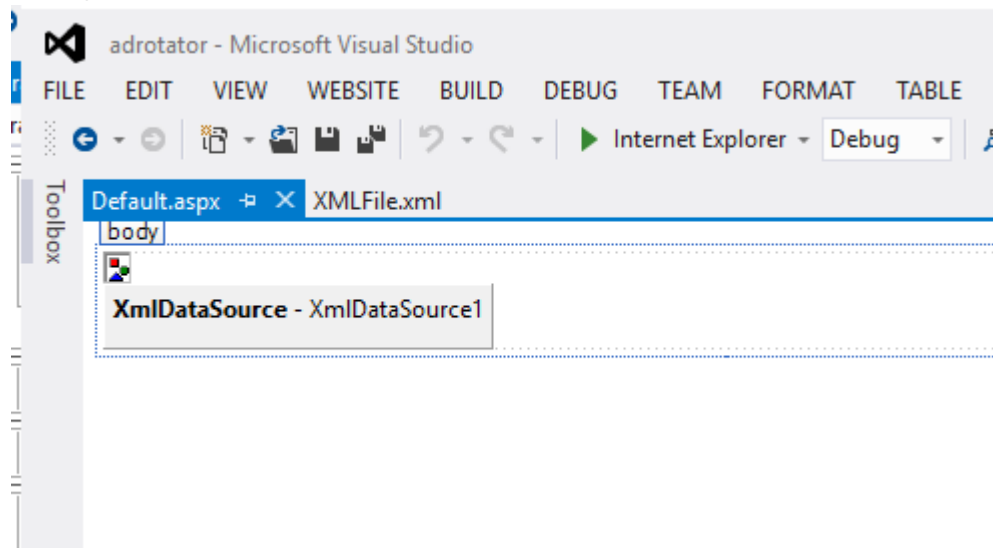 adrotator - Microsoft Visual Studio
FILE EDIT VIEW WEBSITE BUILD DEBUG TEAM FORMAT TABLE
Internet Explorer Debug
Toolbox
Default.aspx XMLFile.xml
body
XmlDataSource - XmlDataSource1